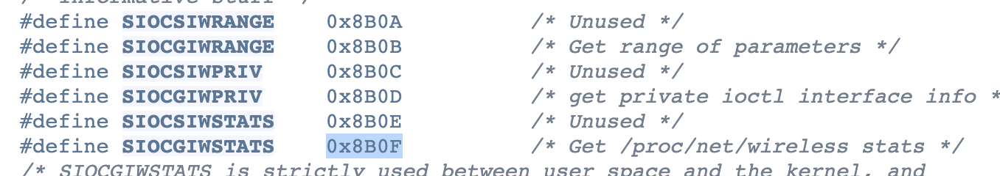 /* Informative stuff */
#define SIOCSIWRANGE 0x8B0A /* Unused */
#define SIOCGIWRANGE 0x8B0B /* Get range of parameters */
#define SIOCSIWPRIV 0x8B0C /* Unused */
#define SIOCGIWPRIV 0x8B0D /* get private ioctl interface info *
#define SIOCSIWSTATS 0x8B0E /* Unused */
#define SIOCGIWSTATS 0x8B0F /* Get /proc/net/wireless stats */
/* SIOCGIWSTATS is strictly used between user space and the kernel, and